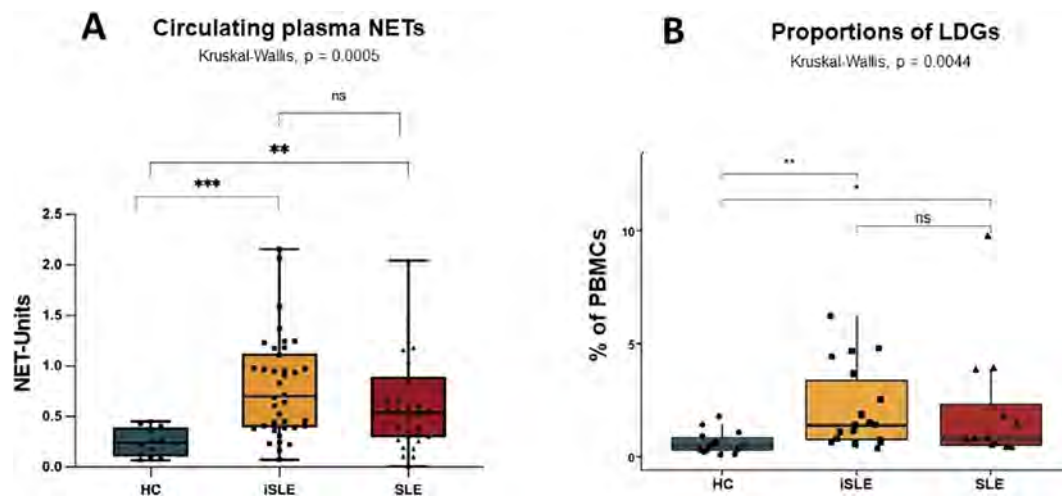 A
Circulating plasma NETs
Kruskal-Wallis, p = 0.0005
ns
**
***
NET-Units
2.5
2.0
1.5
1.0
0.5
0.0
HC
iSLE
SLE
B
Proportions of LDGs
Kruskal-Wallis, p = 0.0044
**
*
ns
% of PBMCs
10
5
0
HC
iSLE
SLE